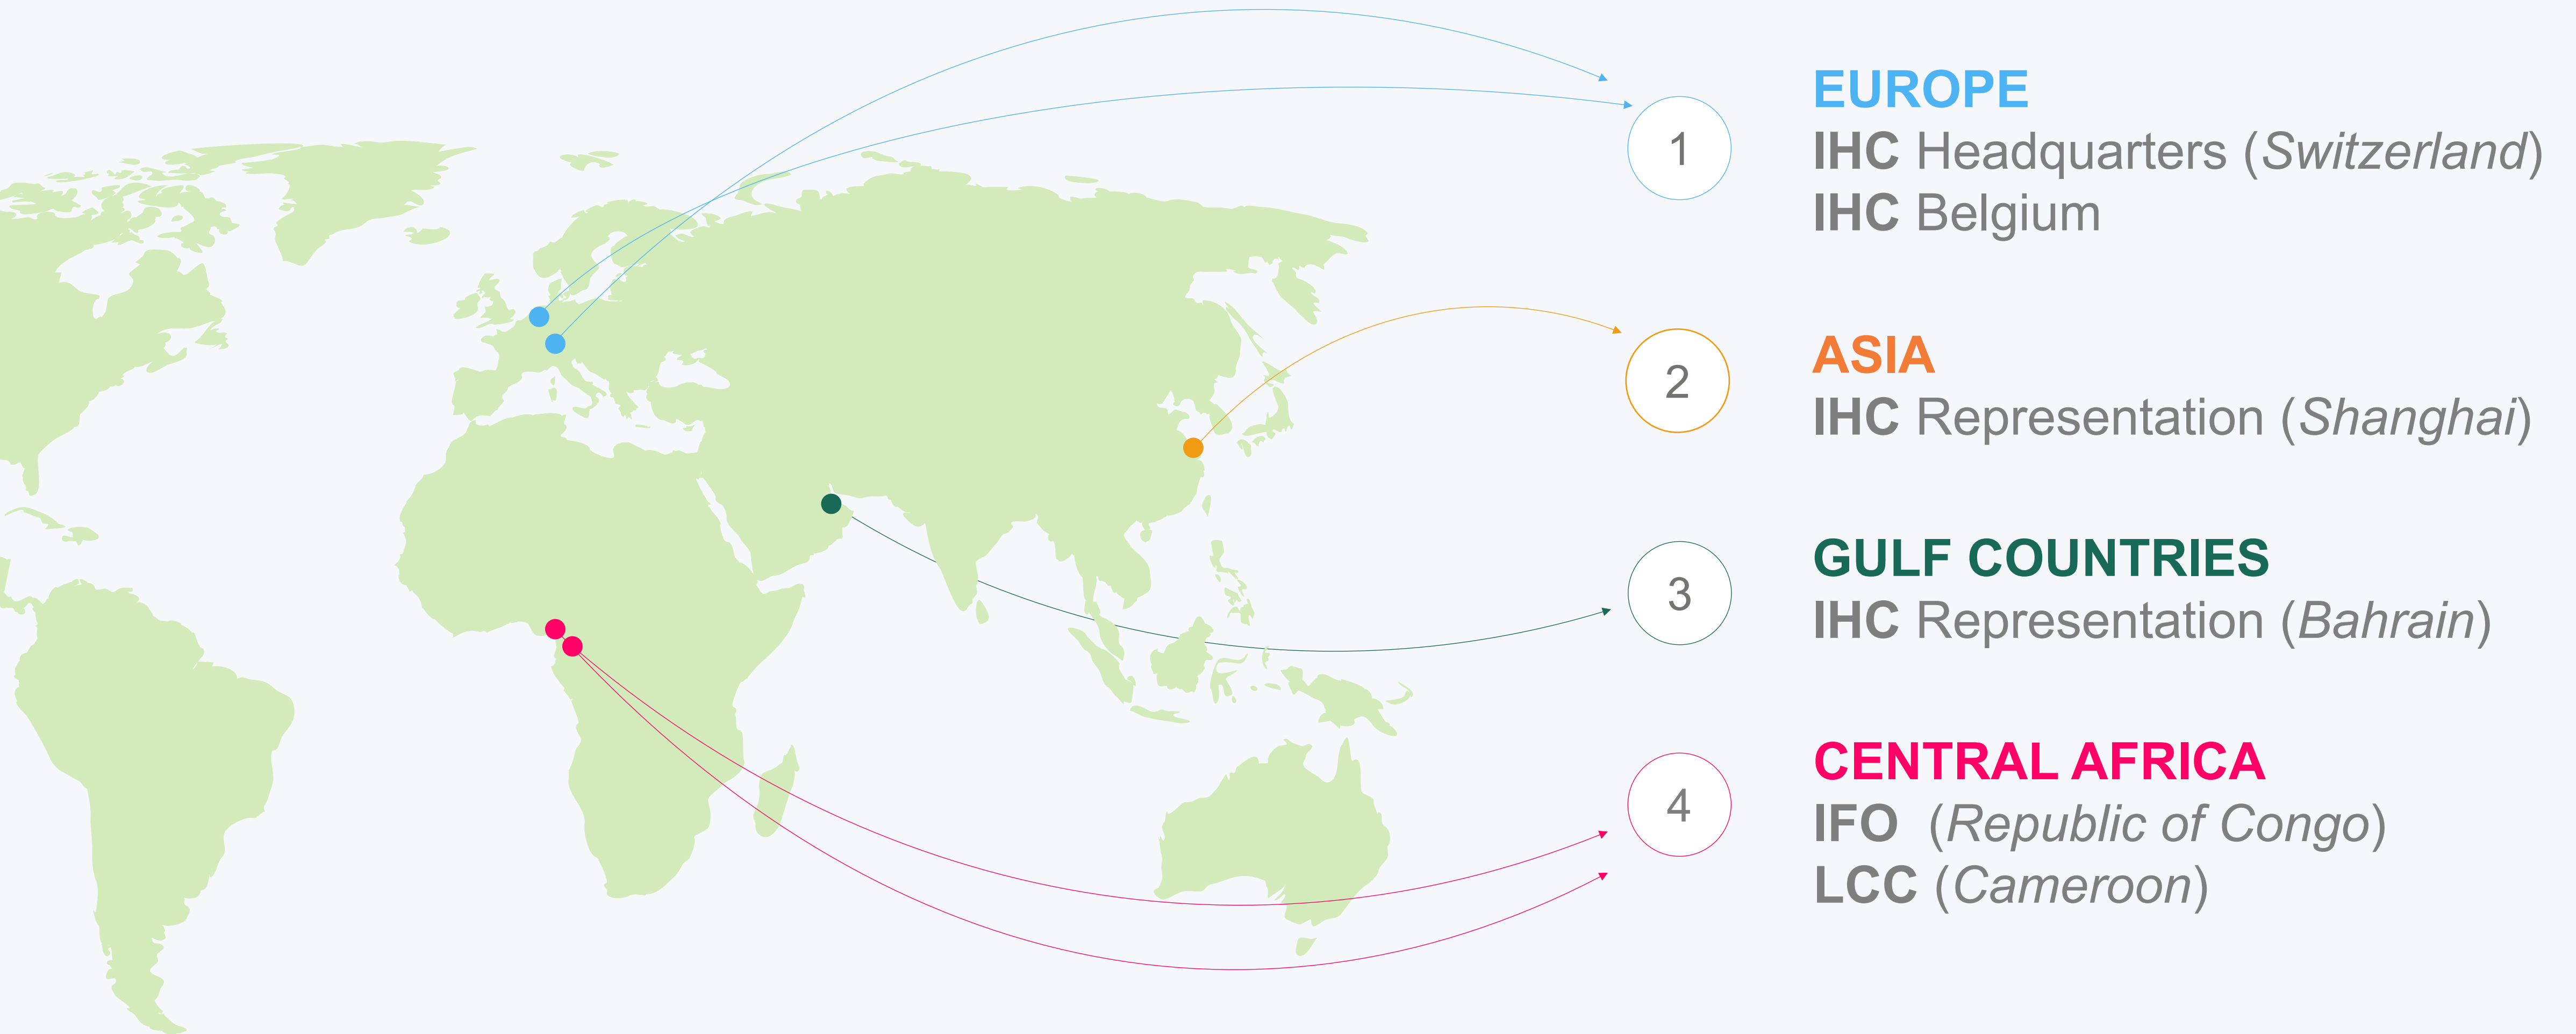 1
EUROPE
IHC Headquarters (Switzerland)
IHC Belgium
2
ASIA
IHC Representation (Shanghai)
3
GULF COUNTRIES
IHC Representation (Bahrain)
4
CENTRAL AFRICA
IFO (Republic of Congo)
LCC (Cameroon)